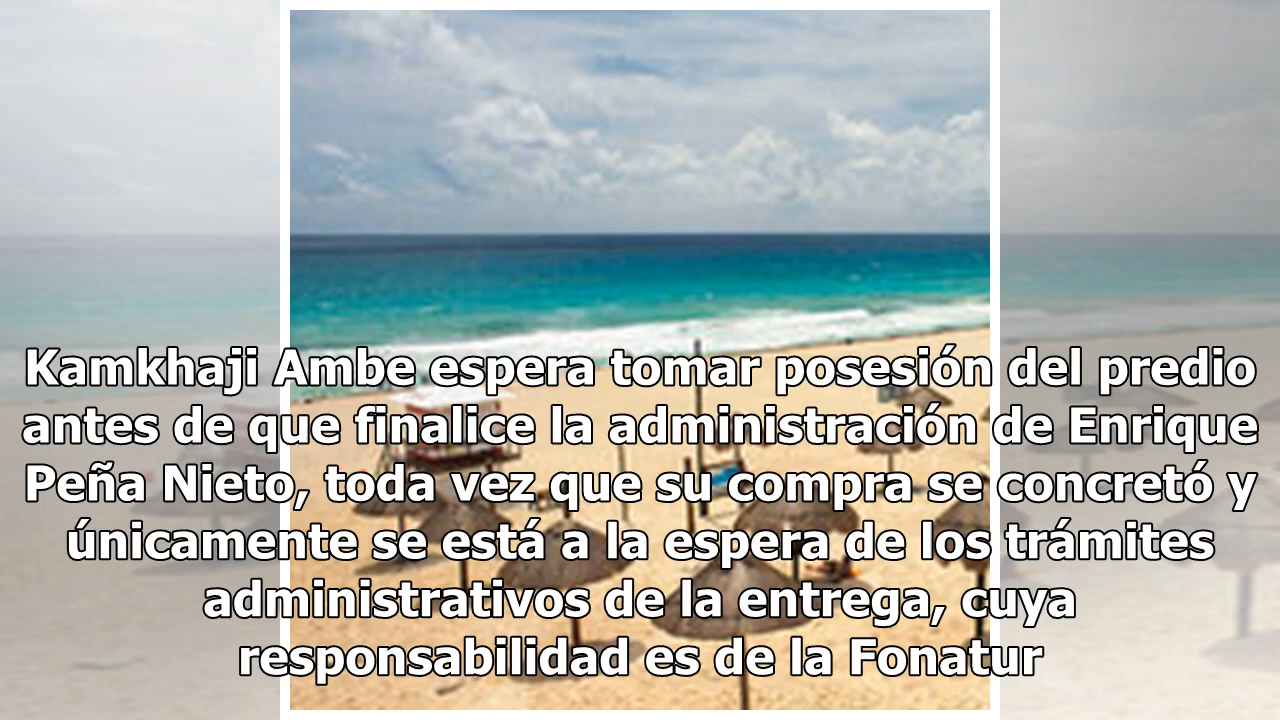 Kamkhaji Ambe espera tomar posesión del predio
antes de que finalice la administración de Enrique
Peña Nieto, toda vez que su compra se concretó y
únicamente se está a la espera de los trámites
administrativos de la entrega, cuya
responsabilidad es de la Fonatur